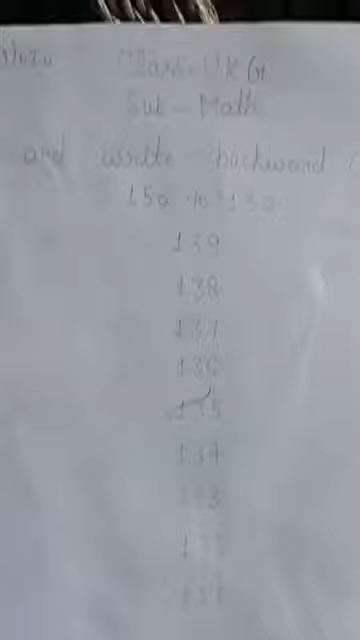 Class-UKG
Sub-Math
and write backward
150 to 130
139
138
137
136
135
134
133